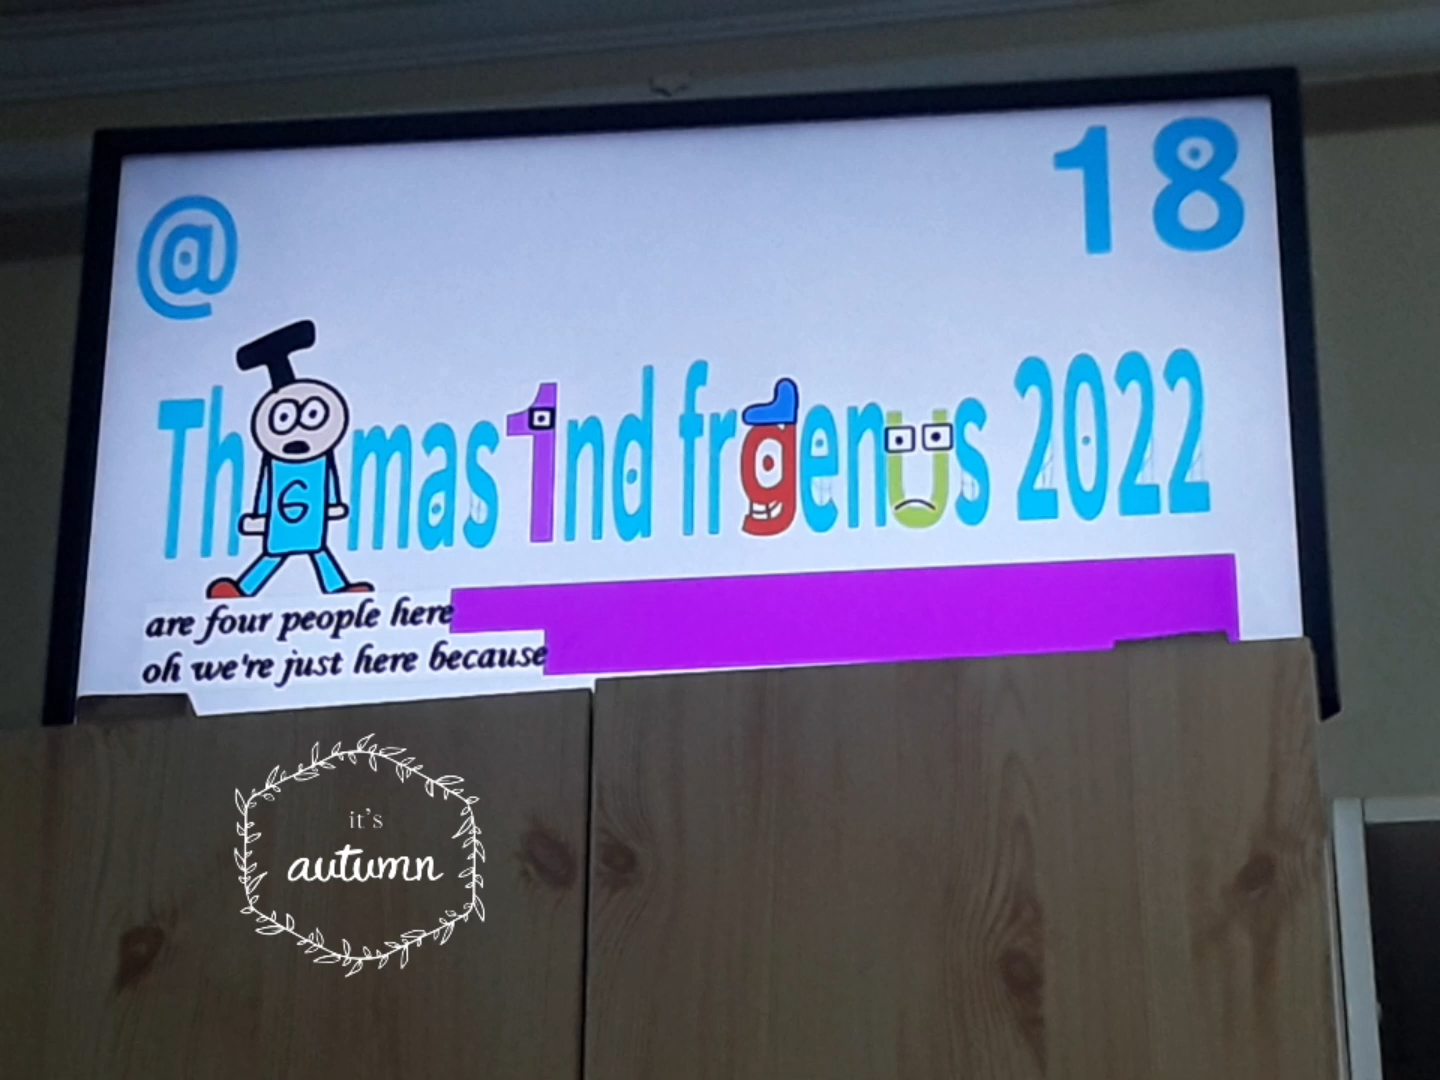 @
18
Thomas 1nd frgenus 2022
G
are four people here
oh we're just here because
it's
autumn